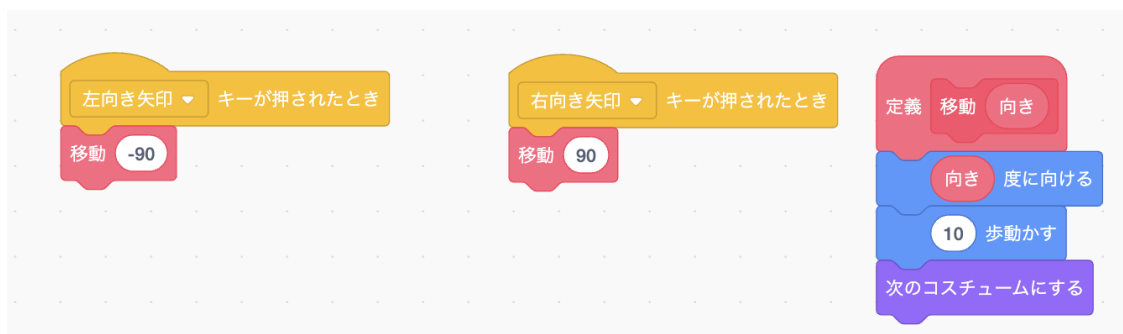 左向き矢印 キーが押されたとき
移動 -90
右向き矢印 キーが押されたとき
移動 90
定義 移動 向き
向き 度に向ける
10 歩動かす
次のコスチュームにする